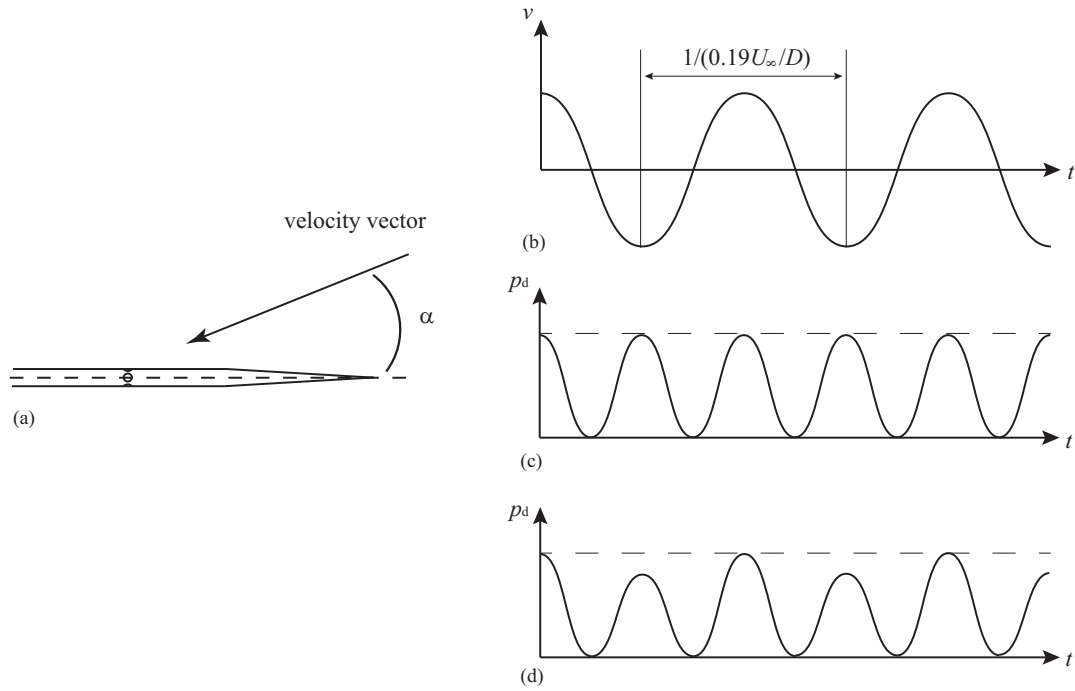 velocity vector
α
(a)
v
1/(0.19U∞/D)
t
(b)
pd
t
(c)
pd
t
(d)